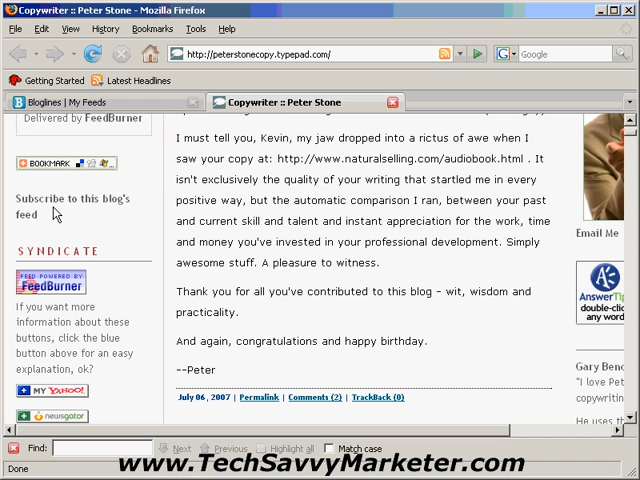 Copywriter :: Peter Stone - Mozilla Firefox
File Edit View History Bookmarks Tools Help
http://peterstonecopy.typepad.com/
G Google
Getting Started Latest Headlines
Bloglines | My Feeds
Copywriter :: Peter Stone
Delivered by FeedBurner
BOOKMARK
Subscribe to this blog's
feed
SYNDICATE
FEED POWERED BY
FeedBurner
If you want more
information about these
buttons, click the blue
button above for an easy
explanation, ok?
MY YAHOO!
newsgator
I must tell you, Kevin, my jaw dropped into a rictus of awe when I
saw your copy at: http://www.naturalselling.com/audiobook.html . It
isn't exclusively the quality of your writing that startled me in every
positive way, but the automatic comparison I ran, between your past
and current skill and talent and instant appreciation for the work, time
and money you've invested in your professional development. Simply
awesome stuff. A pleasure to witness.
Thank you for all you've contributed to this blog - wit, wisdom and
practicality.
And again, congratulations and happy birthday.
--Peter
July 06, 2007 | Permalink | Comments (2) | TrackBack (0)
Email Me
A
AnswerTip
double-clic
any word
Gary Benc
"I love Pet
copywriting
He uses t
Find: Next Previous Highlight all Match case
Done
www.TechSavvyMarketer.com